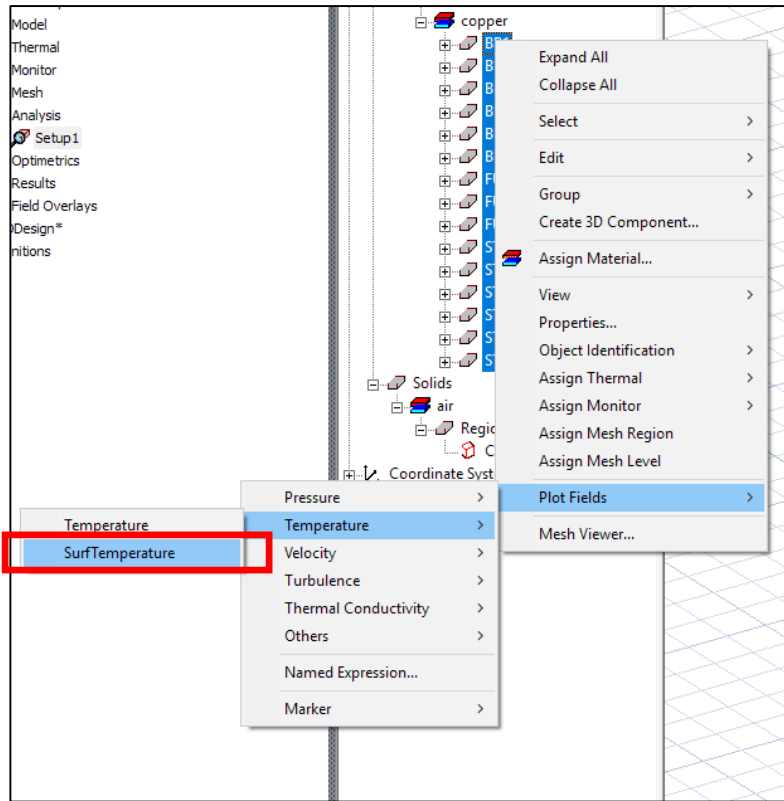 Model
Thermal
Monitor
Mesh
Analysis
Setup1
Optimetrics
Results
Field Overlays
Design*
nitions
copper
Solids
air
Regio
Coordinate Syst
Expand All
Collapse All
Select
Edit
Group
Create 3D Component...
Assign Material...
View
Properties...
Object Identification
Assign Thermal
Assign Monitor
Assign Mesh Region
Assign Mesh Level
Plot Fields
Mesh Viewer...
Pressure
Temperature
Velocity
Turbulence
Thermal Conductivity
Others
Named Expression...
Marker
Temperature
SurfTemperature